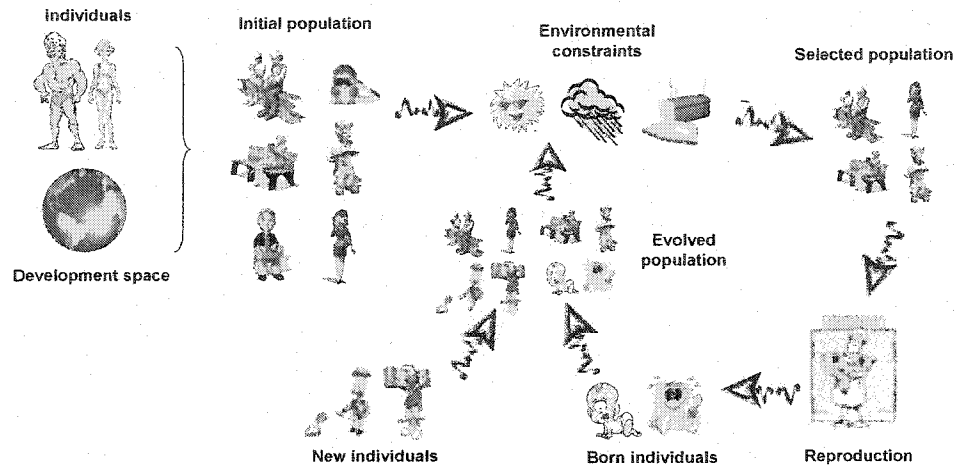 individuals
Initial population
Environmental
constraints
Selected population
Development space
Evolved
population
New individuals
Born individuals
Reproduction